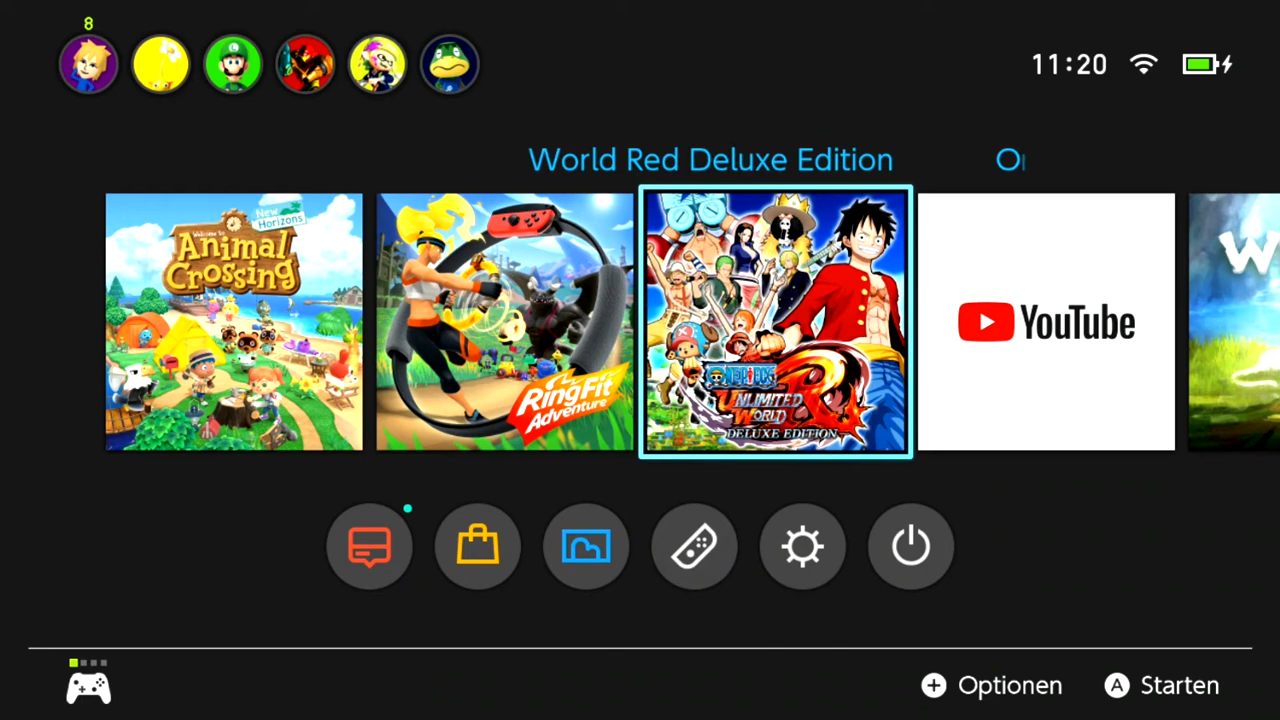 8
11:20
World Red Deluxe Edition
Welcome to
Animal
Crossing
New
Horizons
RingFit
Adventure
ONE PIECE
UNLIMITED
WORLD
DELUXE EDITION
YouTube
W
L
Optionen
A Starten